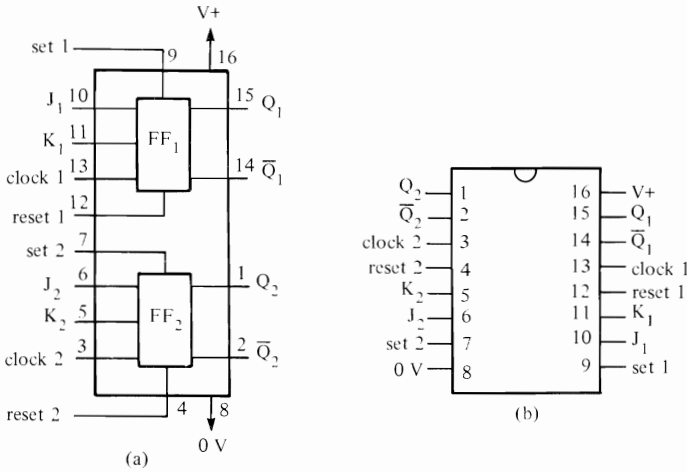 V+
set 1
9
16
J₁ 10
15 Q₁
K₁ 11
FF₁
clock 1 13
14 Q̅₁
reset 1 12
set 2 7
J₂ 6
1 Q₂
K₂ 5
FF₂
clock 2 3
2 Q̅₂
reset 2
4
8
0 V
(a)
Q₂ 1
16 V+
Q̅₂ 2
15 Q₁
clock 2 3
14 Q̅₁
reset 2 4
13 clock 1
K₂ 5
12 reset 1
J₂ 6
11 K₁
set 2 7
10 J₁
0 V 8
9 set 1
(b)